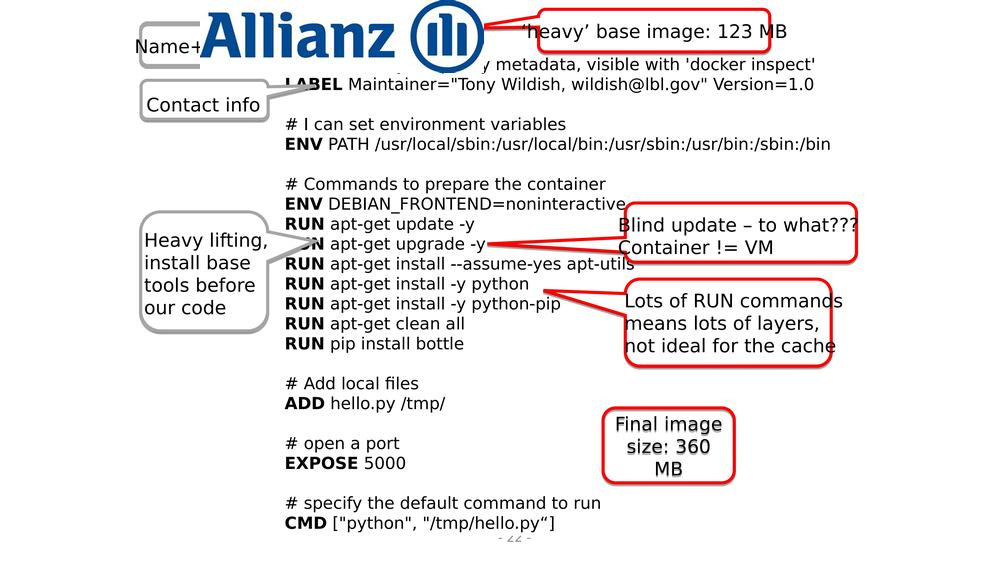 Allianz
'heavy' base image: 123 MB
Name+
metadata, visible with 'docker inspect'
LABEL Maintainer="Tony Wildish, wildish@lbl.gov" Version=1.0
Contact info
# I can set environment variables
ENV PATH /usr/local/sbin:/usr/local/bin:/usr/sbin:/usr/bin:/sbin:/bin
# Commands to prepare the container
ENV DEBIAN_FRONTEND=noninteractive
RUN apt-get update -y
RUN apt-get upgrade -y
RUN apt-get install --assume-yes apt-utils
RUN apt-get install -y python
RUN apt-get install -y python-pip
RUN apt-get clean all
RUN pip install bottle
Heavy lifting,
install base
tools before
our code
Blind update – to what???
Container != VM
Lots of RUN commands
means lots of layers,
not ideal for the cache
# Add local files
ADD hello.py /tmp/
# open a port
EXPOSE 5000
Final image
size: 360
MB
# specify the default command to run
CMD ["python", "/tmp/hello.py“]
- 22 -